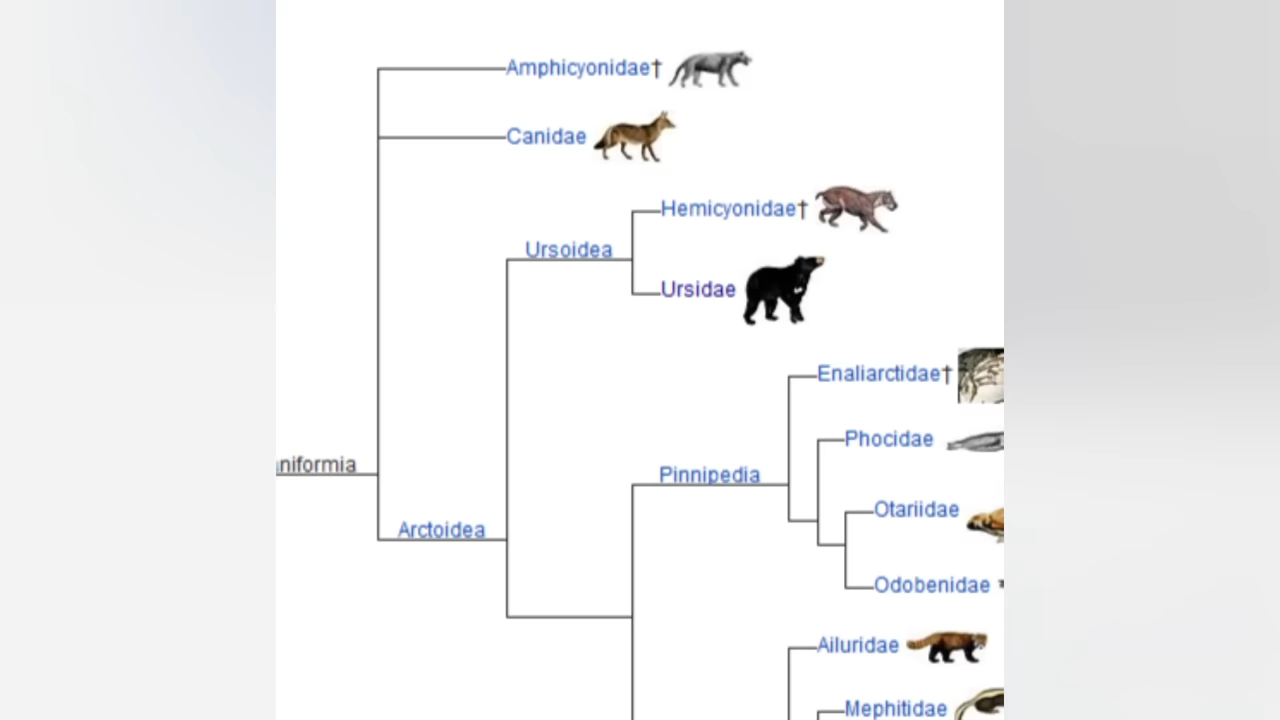 Amphicyonidae†
Canidae
Hemicyonidae†
Ursoidea
Ursidae
Enaliarctidae†
Phocidae
niformia
Pinnipedia
Otariidae
Arctoidea
Odobenidae
Ailuridae
Mephitidae